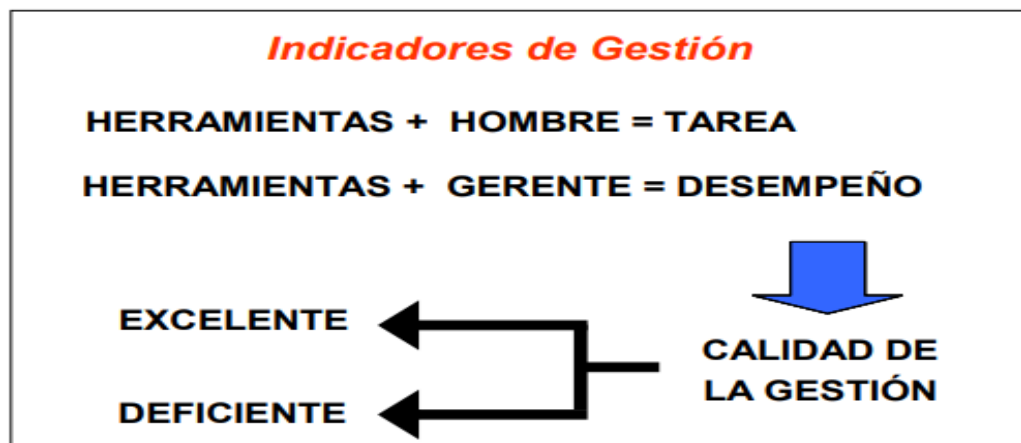 Indicadores de Gestión
HERRAMIENTAS + HOMBRE = TAREA
HERRAMIENTAS + GERENTE = DESEMPEÑO
EXCELENTE
CALIDAD DE
LA GESTIÓN
DEFICIENTE